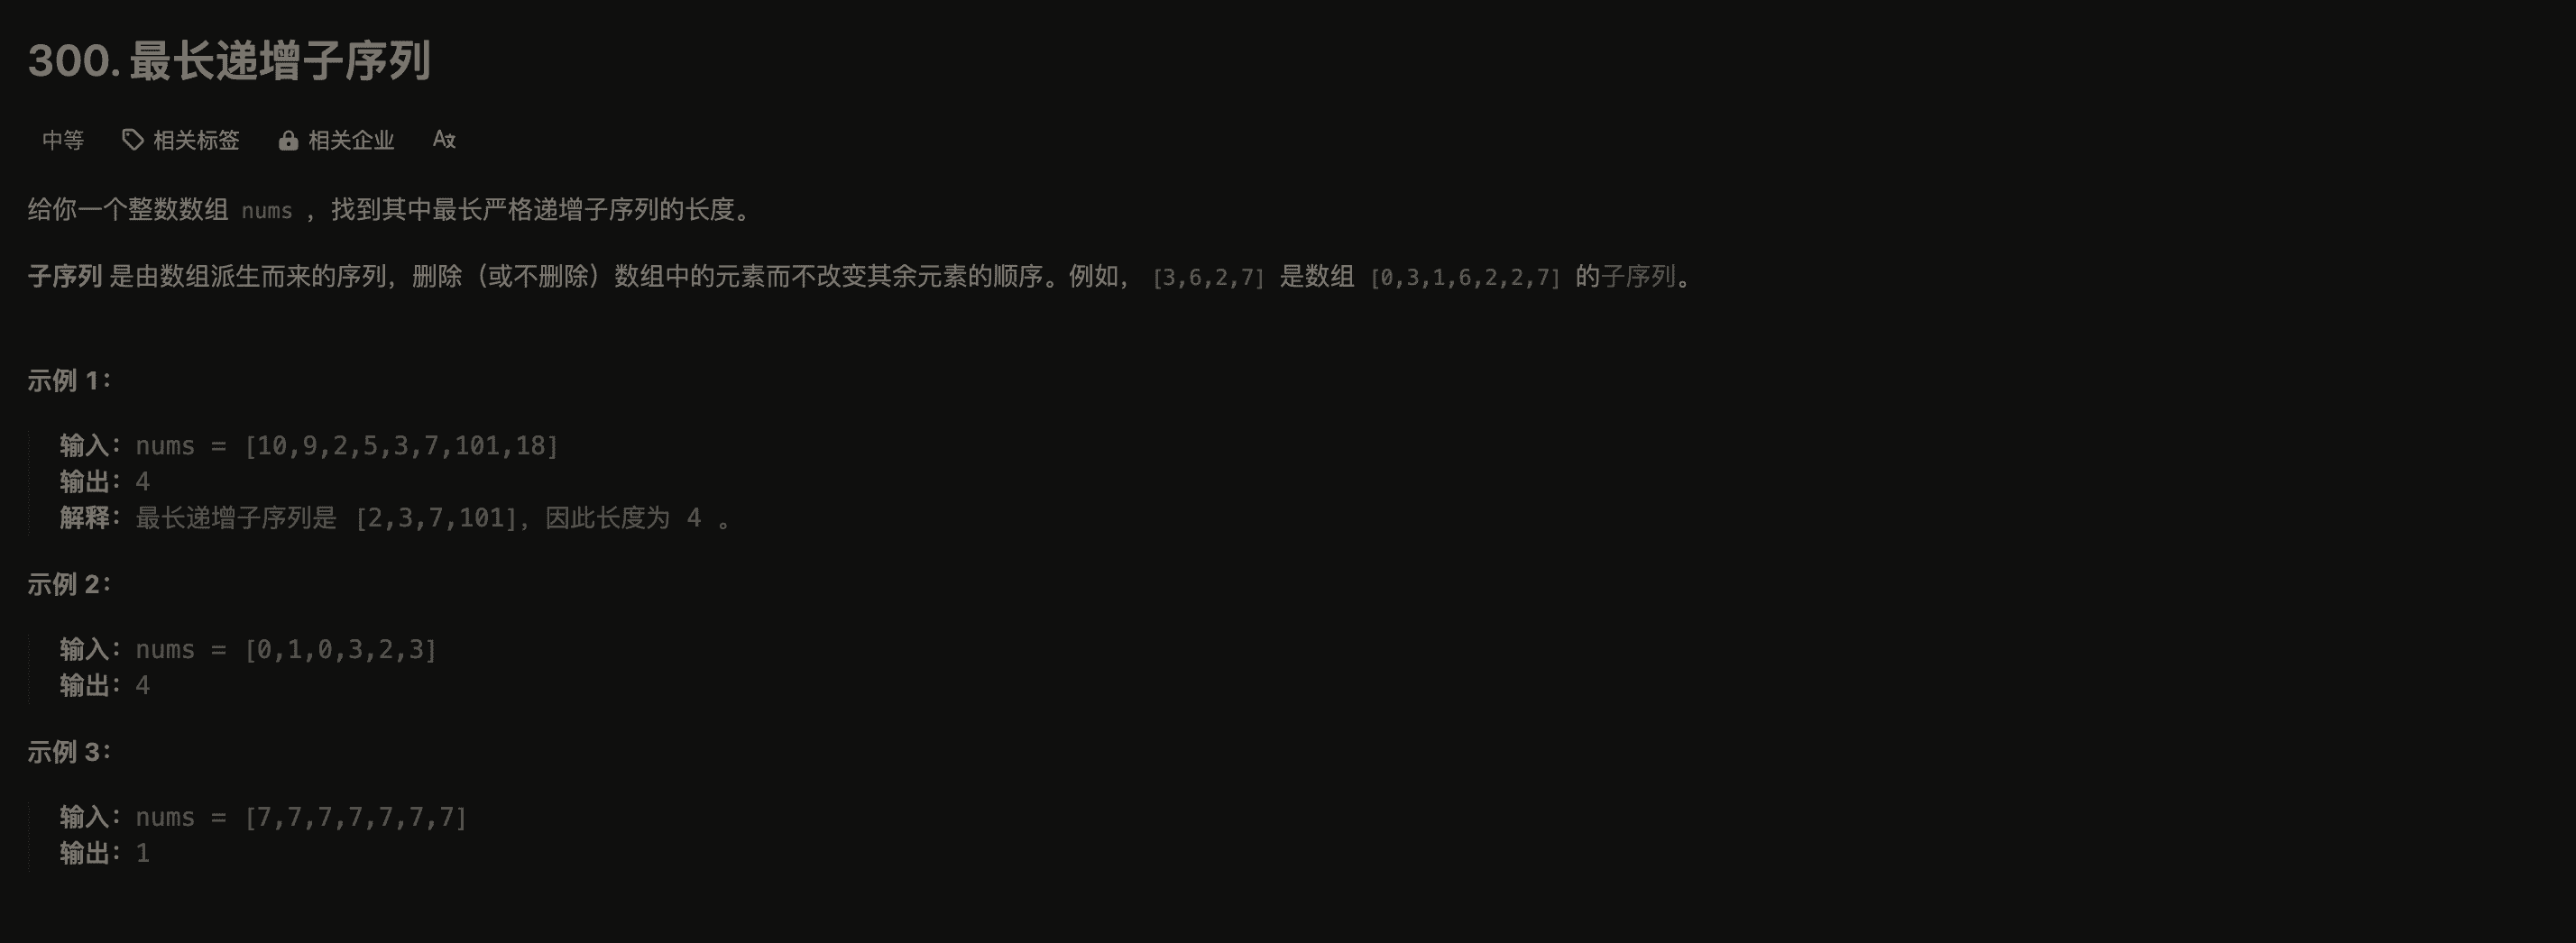 300. 最长递增子序列
中等 相关标签 相关企业 Aあ
给你一个整数数组 nums ，找到其中最长严格递增子序列的长度。
子序列 是由数组派生而来的序列，删除（或不删除）数组中的元素而不改变其余元素的顺序。例如， [3,6,2,7] 是数组 [0,3,1,6,2,2,7] 的子序列。
示例 1：
输入：nums = [10,9,2,5,3,7,101,18]
输出：4
解释：最长递增子序列是 [2,3,7,101]，因此长度为 4 。
示例 2：
输入：nums = [0,1,0,3,2,3]
输出：4
示例 3：
输入：nums = [7,7,7,7,7,7,7]
输出：1